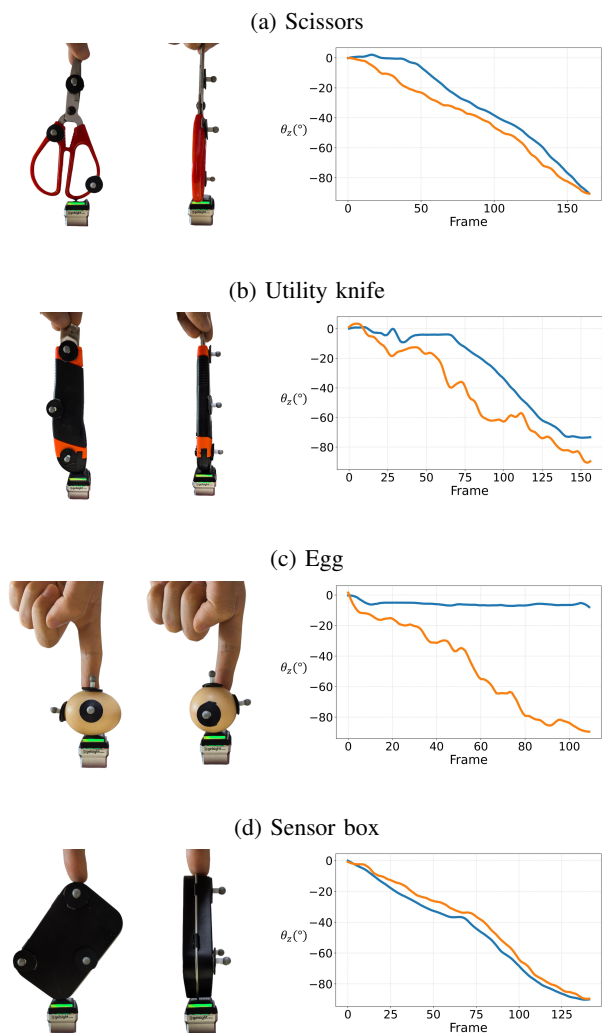 (a) Scissors
0
−20
−40
θz(°)
−60
−80
0 50 100 150
Frame
(b) Utility knife
0
−20
−40
θz(°)
−60
−80
0 25 50 75 100 125 150
Frame
(c) Egg
0
−20
−40
θz(°)
−60
−80
0 20 40 60 80 100
Frame
(d) Sensor box
0
−20
−40
θz(°)
−60
−80
0 25 50 75 100 125
Frame